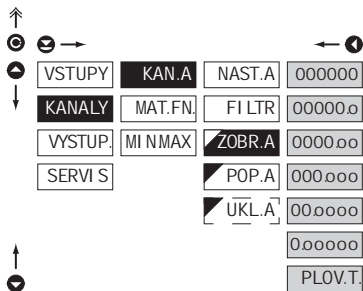 VSTUPY KAN.A NAST.A 000000
KANALY MAT.FN. FILTR 00000.0
VYSTUP. MINMAX ZOBR.A 0000.00
SERVIS POP.A 000.000
UKL.A 00.0000
0.00000
PLOV.T.